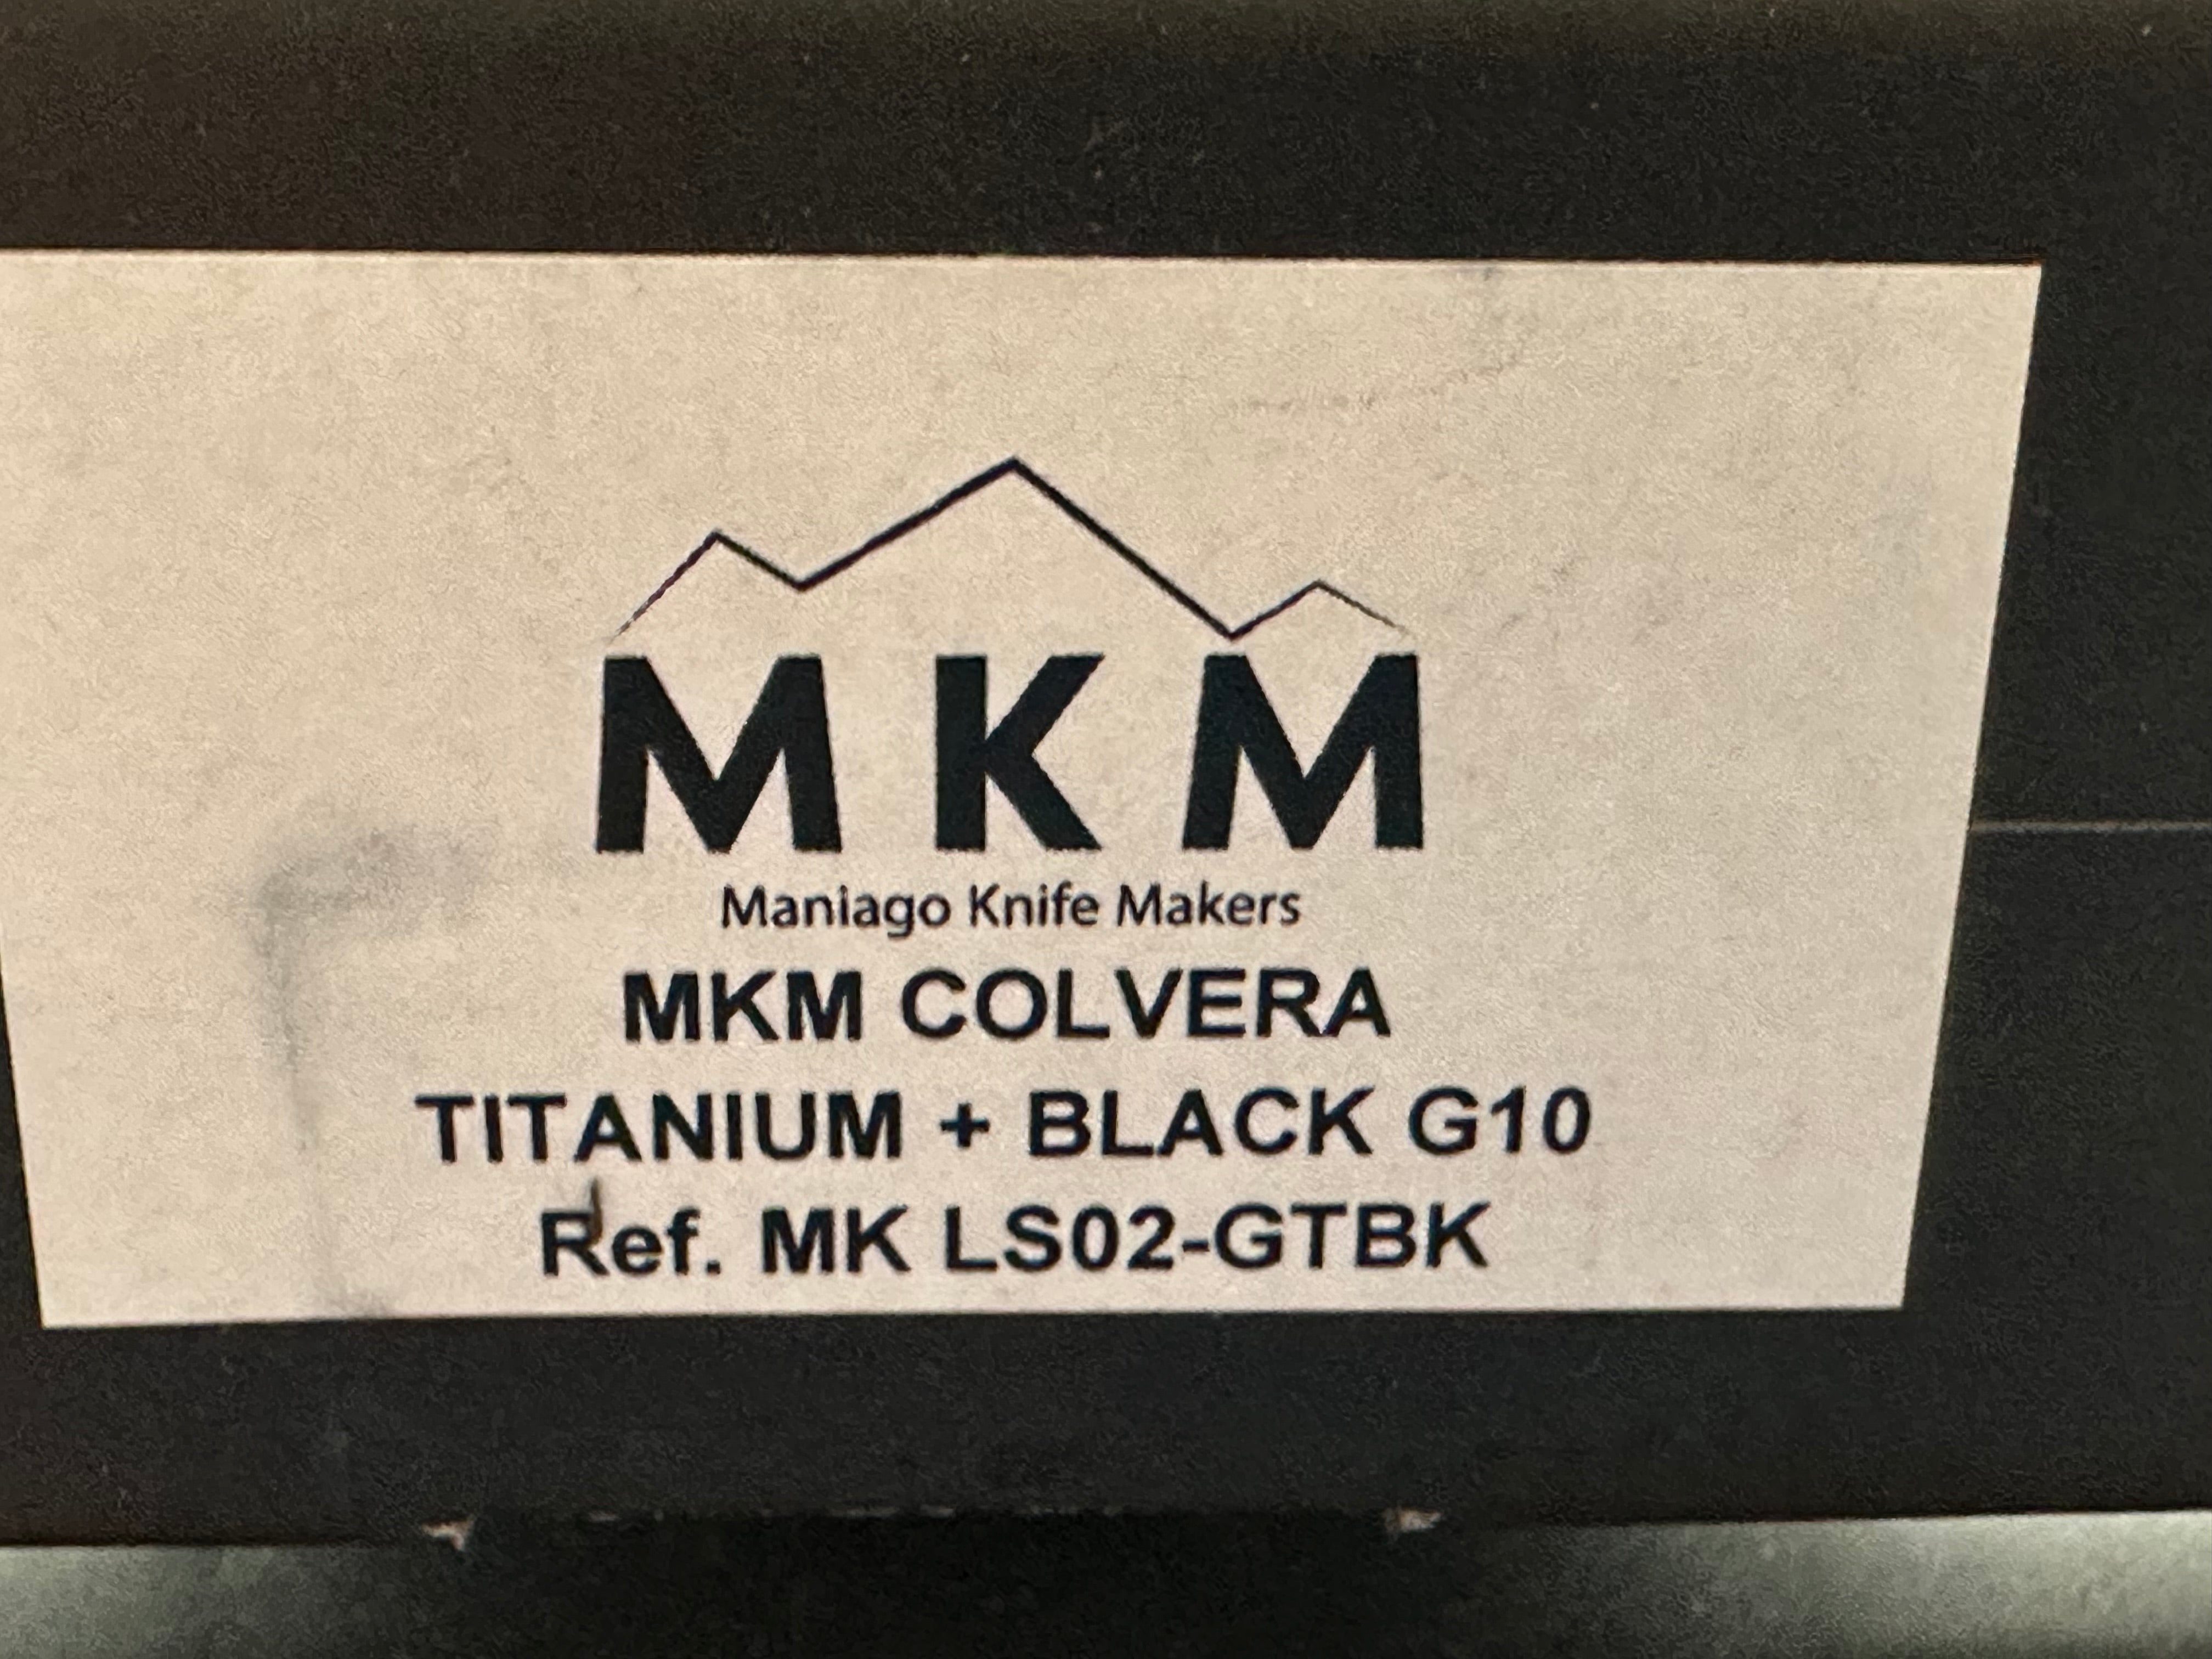 MKM
Maniago Knife Makers
MKM COLVERA
TITANIUM + BLACK G10
Ref. MK LS02-GTBK